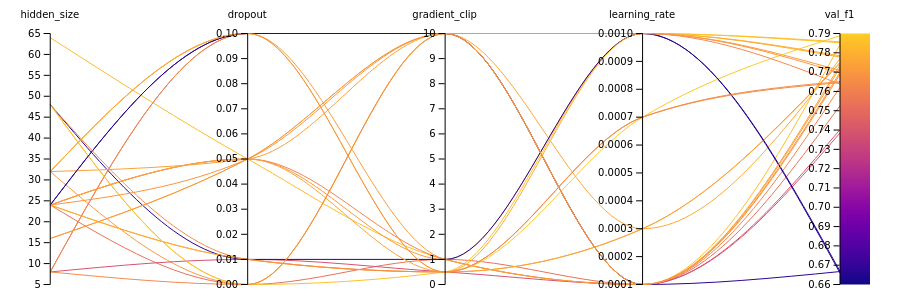 hidden_size dropout gradient_clip learning_rate val_f1
65 0.10 10 0.0010 0.79
60 0.09 9 0.0009 0.78
55 0.08 8 0.0008 0.77
50 0.07 7 0.0007 0.76
45 0.06 6 0.0006 0.75
40 0.05 5 0.0005 0.74
35 0.04 4 0.0004 0.73
30 0.03 3 0.0003 0.71
25 0.02 2 0.0002 0.70
20 0.01 1 0.0001 0.69
15 0.00 0 0.68
10 0.67
5 0.66